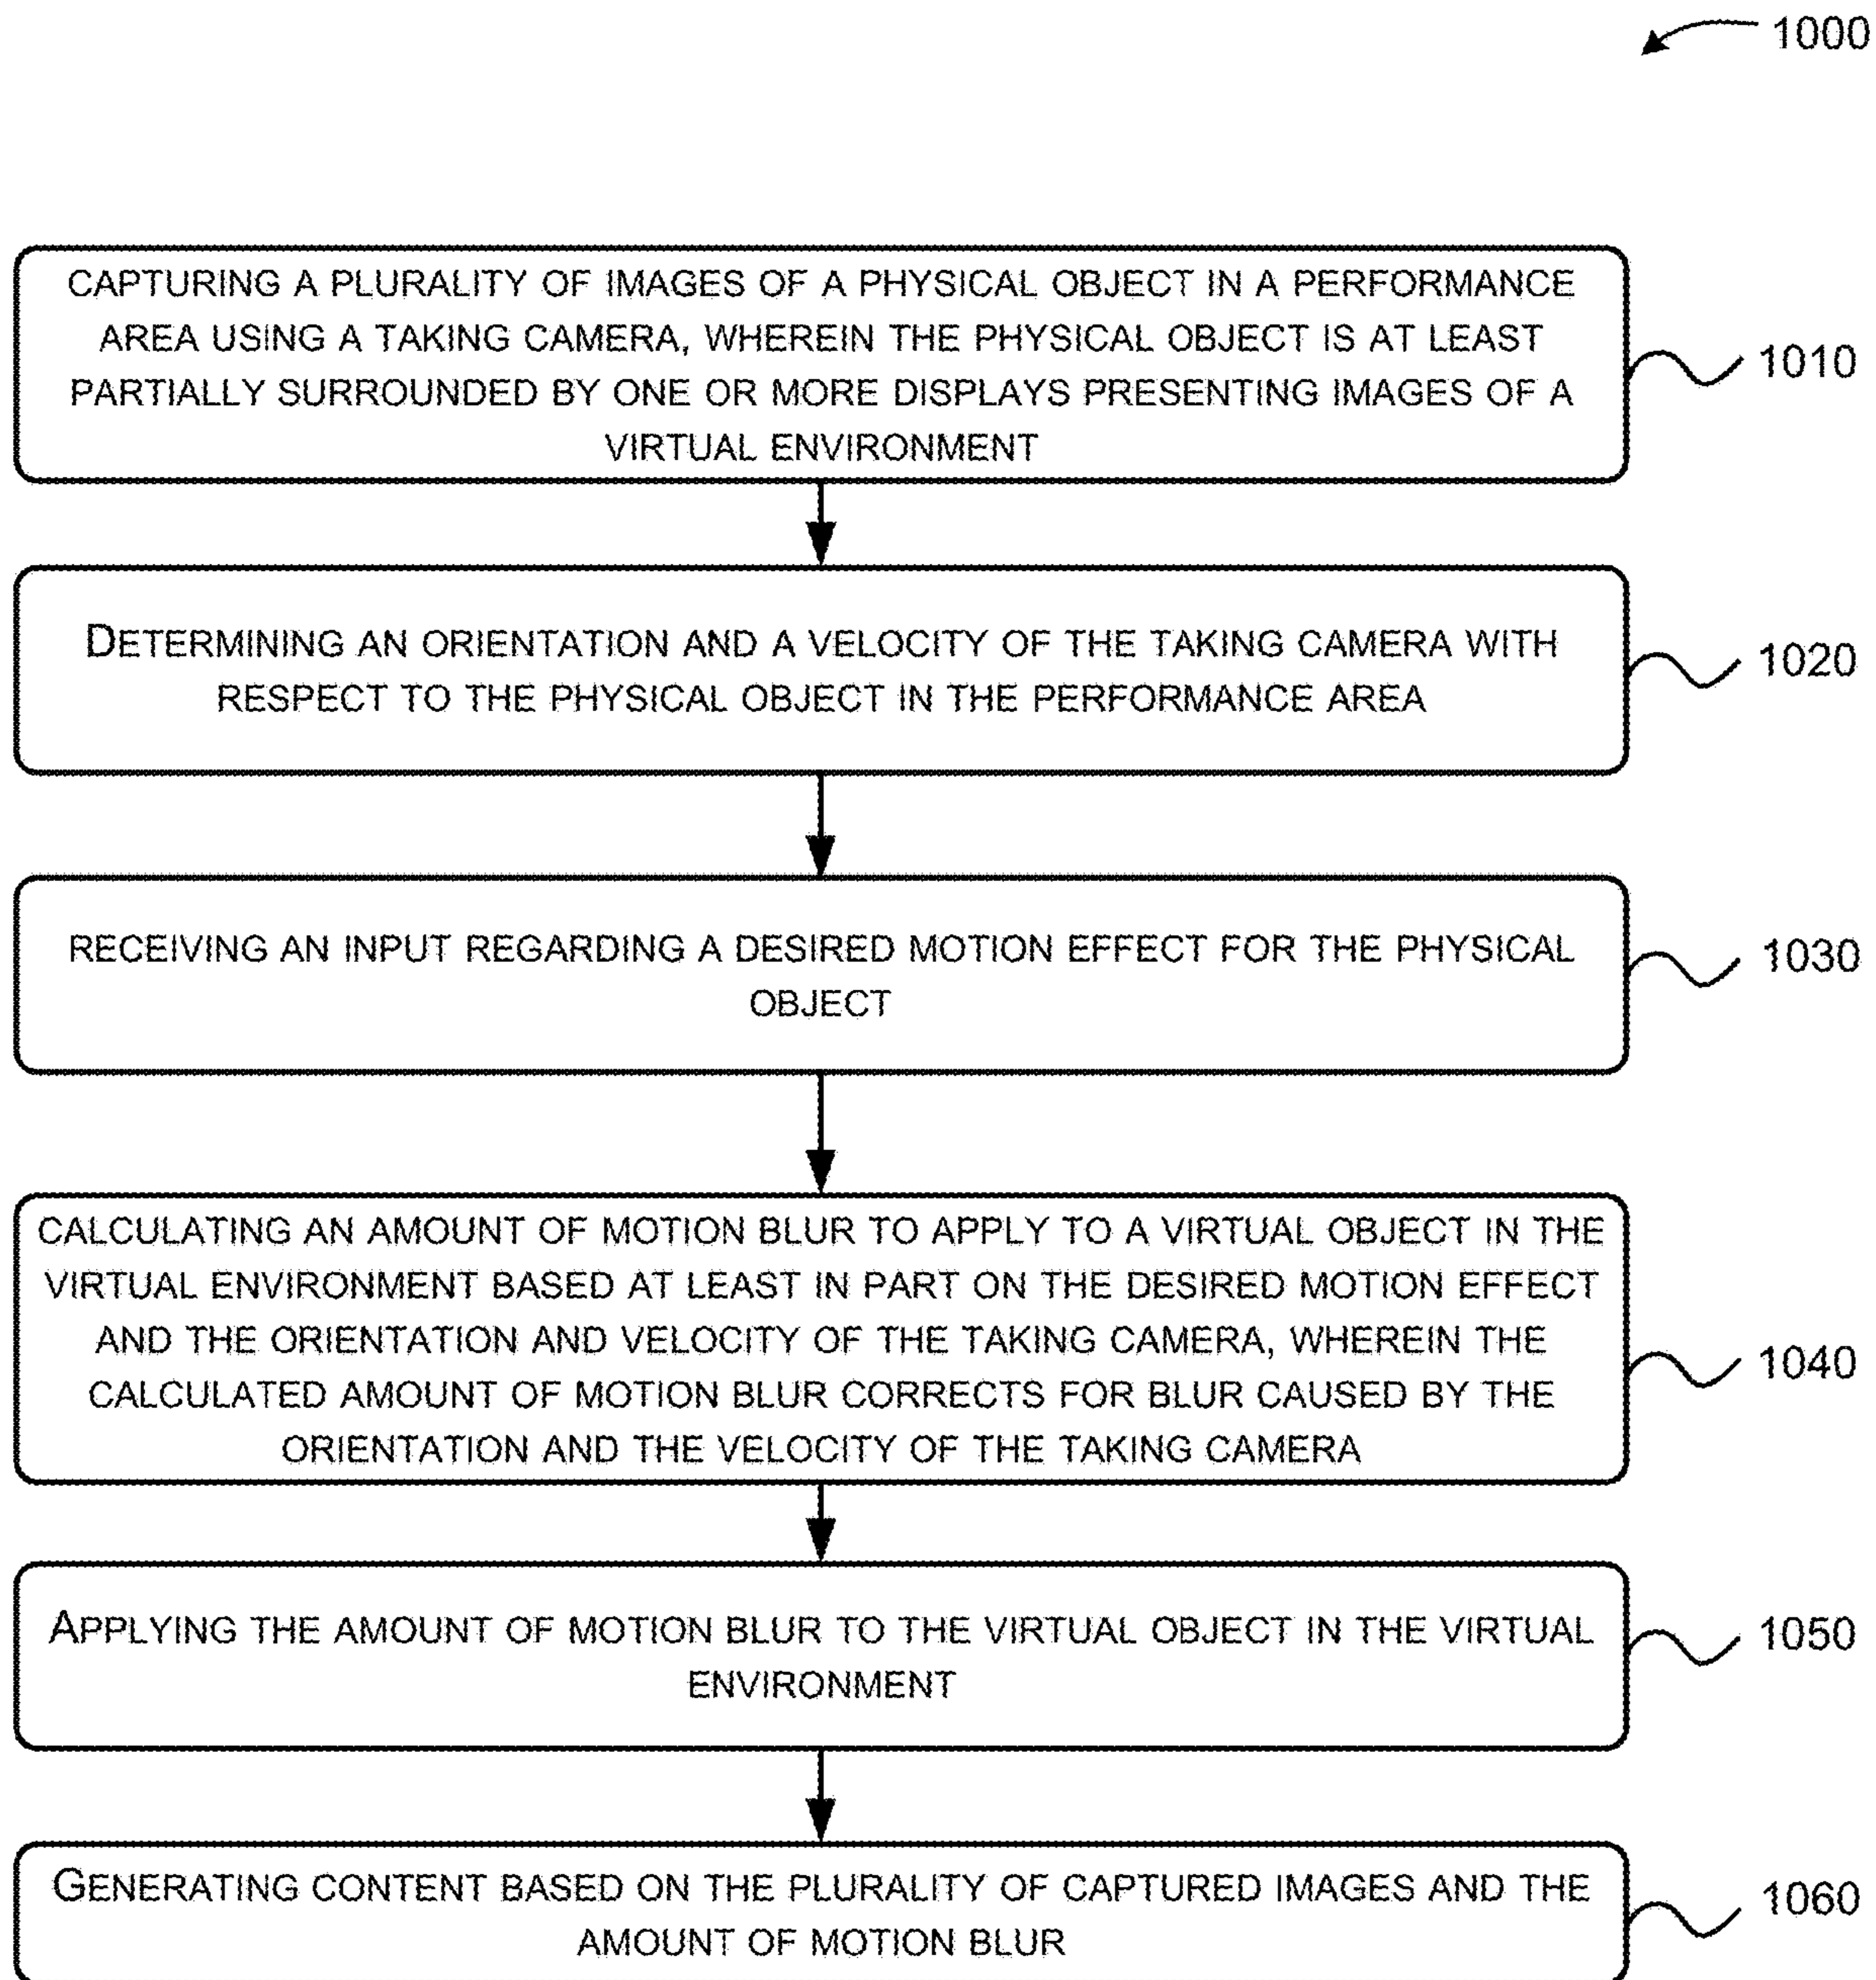 1000
CAPTURING A PLURALITY OF IMAGES OF A PHYSICAL OBJECT IN A PERFORMANCE
AREA USING A TAKING CAMERA, WHEREIN THE PHYSICAL OBJECT IS AT LEAST
PARTIALLY SURROUNDED BY ONE OR MORE DISPLAYS PRESENTING IMAGES OF A
VIRTUAL ENVIRONMENT
1010
DETERMINING AN ORIENTATION AND A VELOCITY OF THE TAKING CAMERA WITH
RESPECT TO THE PHYSICAL OBJECT IN THE PERFORMANCE AREA
1020
RECEIVING AN INPUT REGARDING A DESIRED MOTION EFFECT FOR THE PHYSICAL
OBJECT
1030
CALCULATING AN AMOUNT OF MOTION BLUR TO APPLY TO A VIRTUAL OBJECT IN THE
VIRTUAL ENVIRONMENT BASED AT LEAST IN PART ON THE DESIRED MOTION EFFECT
AND THE ORIENTATION AND VELOCITY OF THE TAKING CAMERA, WHEREIN THE
CALCULATED AMOUNT OF MOTION BLUR CORRECTS FOR BLUR CAUSED BY THE
ORIENTATION AND THE VELOCITY OF THE TAKING CAMERA
1040
APPLYING THE AMOUNT OF MOTION BLUR TO THE VIRTUAL OBJECT IN THE VIRTUAL
ENVIRONMENT
1050
GENERATING CONTENT BASED ON THE PLURALITY OF CAPTURED IMAGES AND THE
AMOUNT OF MOTION BLUR
1060